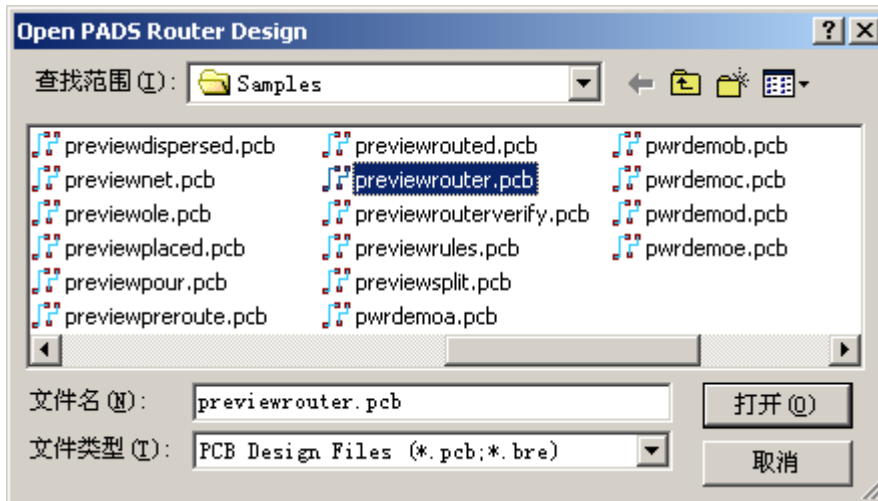 Open PADS Router Design
查找范围(I): Samples
previewdispersed.pcb previewrouted.pcb pwrdemob.pcb
previewnet.pcb previewrouter.pcb pwrdemoc.pcb
previewole.pcb previewrouterverify.pcb pwrdemod.pcb
previewplaced.pcb previewrules.pcb pwrdemoe.pcb
previewpour.pcb previewsplit.pcb
previewpreroute.pcb pwrdemoa.pcb
文件名(N): previewrouter.pcb 打开(O)
文件类型(T): PCB Design Files (*.pcb;*.bre) 取消